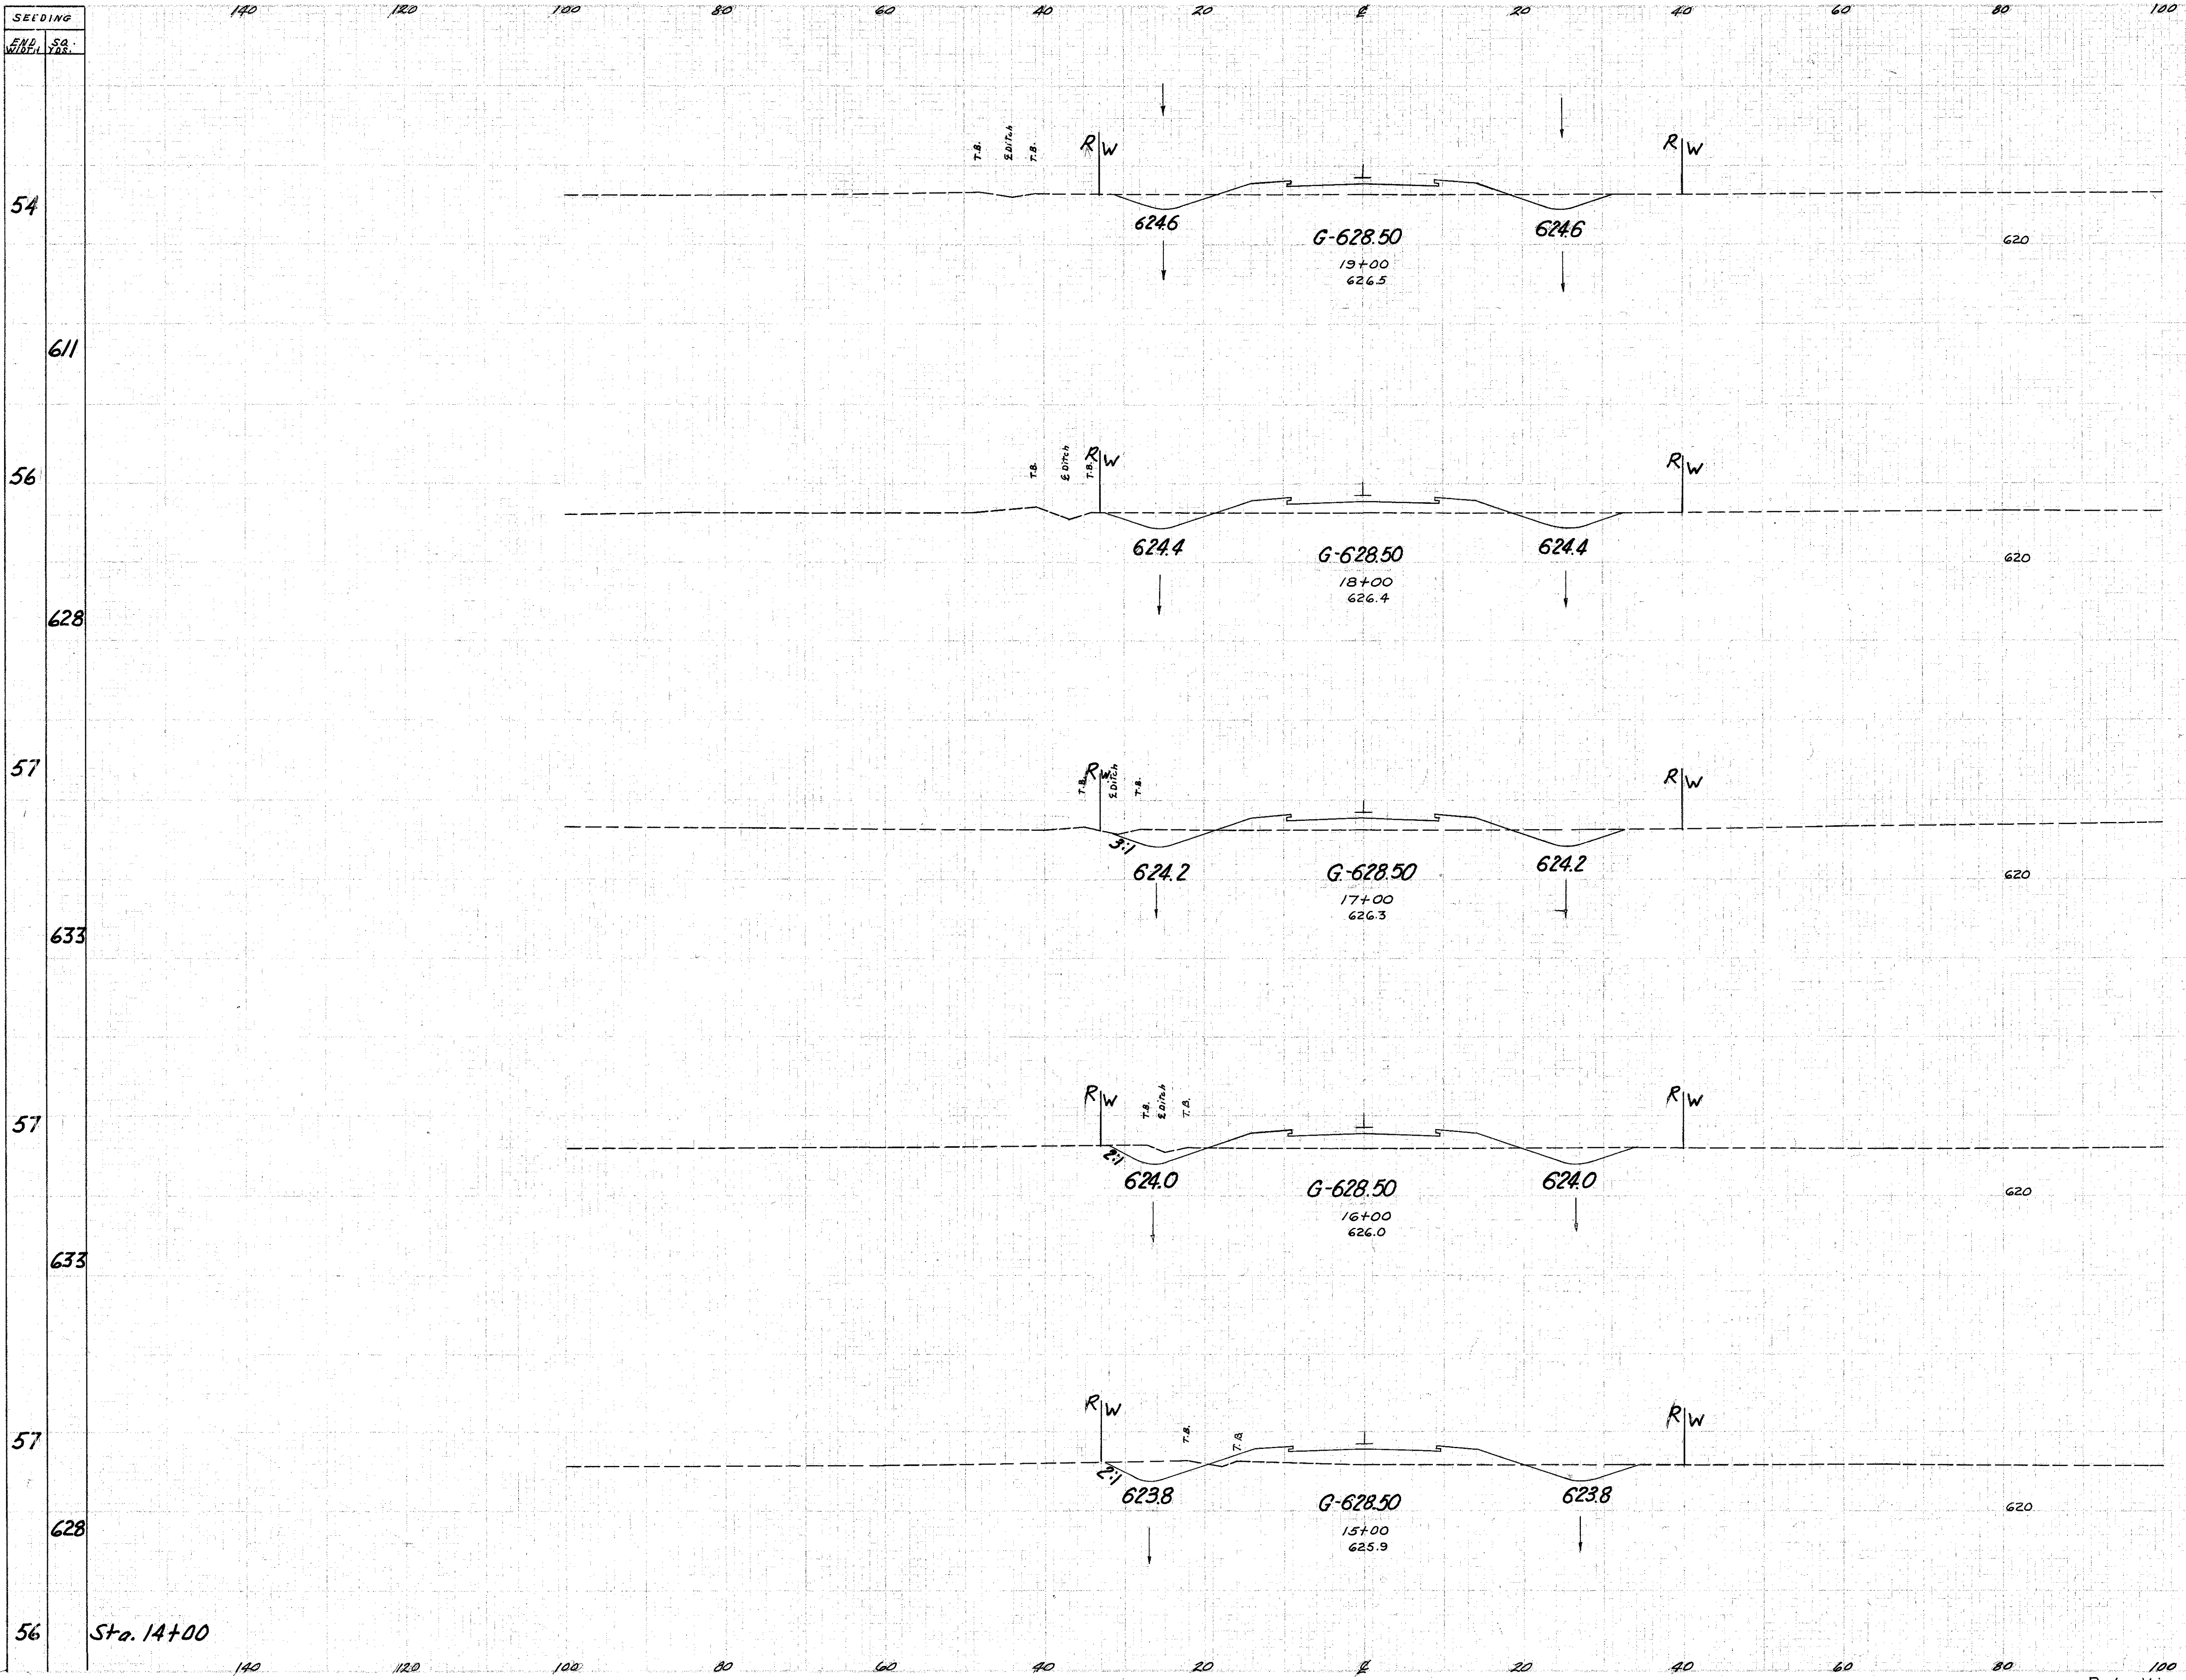 SEEDING
END WIDTH SQ. YDS.
140 120 100 80 60 40 20 ℄ 20 40 60 80 100
T.B. ℄ Ditch T.B. R W R W
54
624.6 624.6
G-628.50
620
19+00
626.5
611
T.B. ℄ Ditch T.B. R W R W
56
624.4 624.4
G-628.50
620
18+00
626.4
628
T.B. R W ℄ Ditch T.B. R W
57
3:1
624.2 624.2
G-628.50
620
17+00
626.3
633
R W T.B. ℄ Ditch T.B. R W
57
2:1
624.0 624.0
G-628.50
620
16+00
626.0
633
R W T.B. T.B. R W
57
2:1
623.8 623.8
G-628.50
620
15+00
625.9
628
56 Sta. 14+00
140 120 100 80 60 40 20 ℄ 20 40 60 80 100